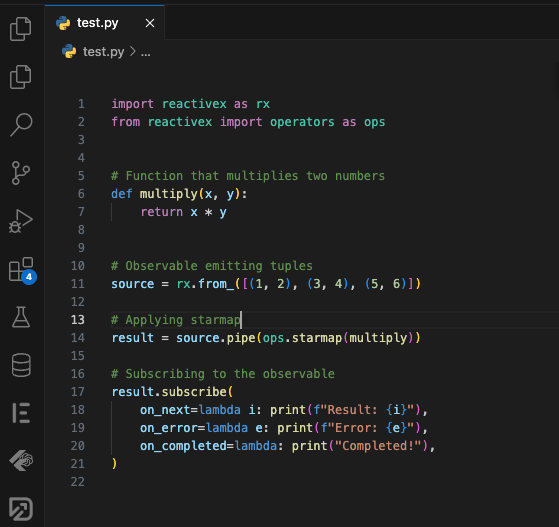 test.py
test.py > ...
1 import reactivex as rx
2 from reactivex import operators as ops
3
4
5 # Function that multiplies two numbers
6 def multiply(x, y):
7     return x * y
8
9
10 # Observable emitting tuples
11 source = rx.from_([(1, 2), (3, 4), (5, 6)])
12
13 # Applying starmap
14 result = source.pipe(ops.starmap(multiply))
15
16 # Subscribing to the observable
17 result.subscribe(
18     on_next=lambda i: print(f"Result: {i}"),
19     on_error=lambda e: print(f"Error: {e}"),
20     on_completed=lambda: print("Completed!"),
21 )
22
4